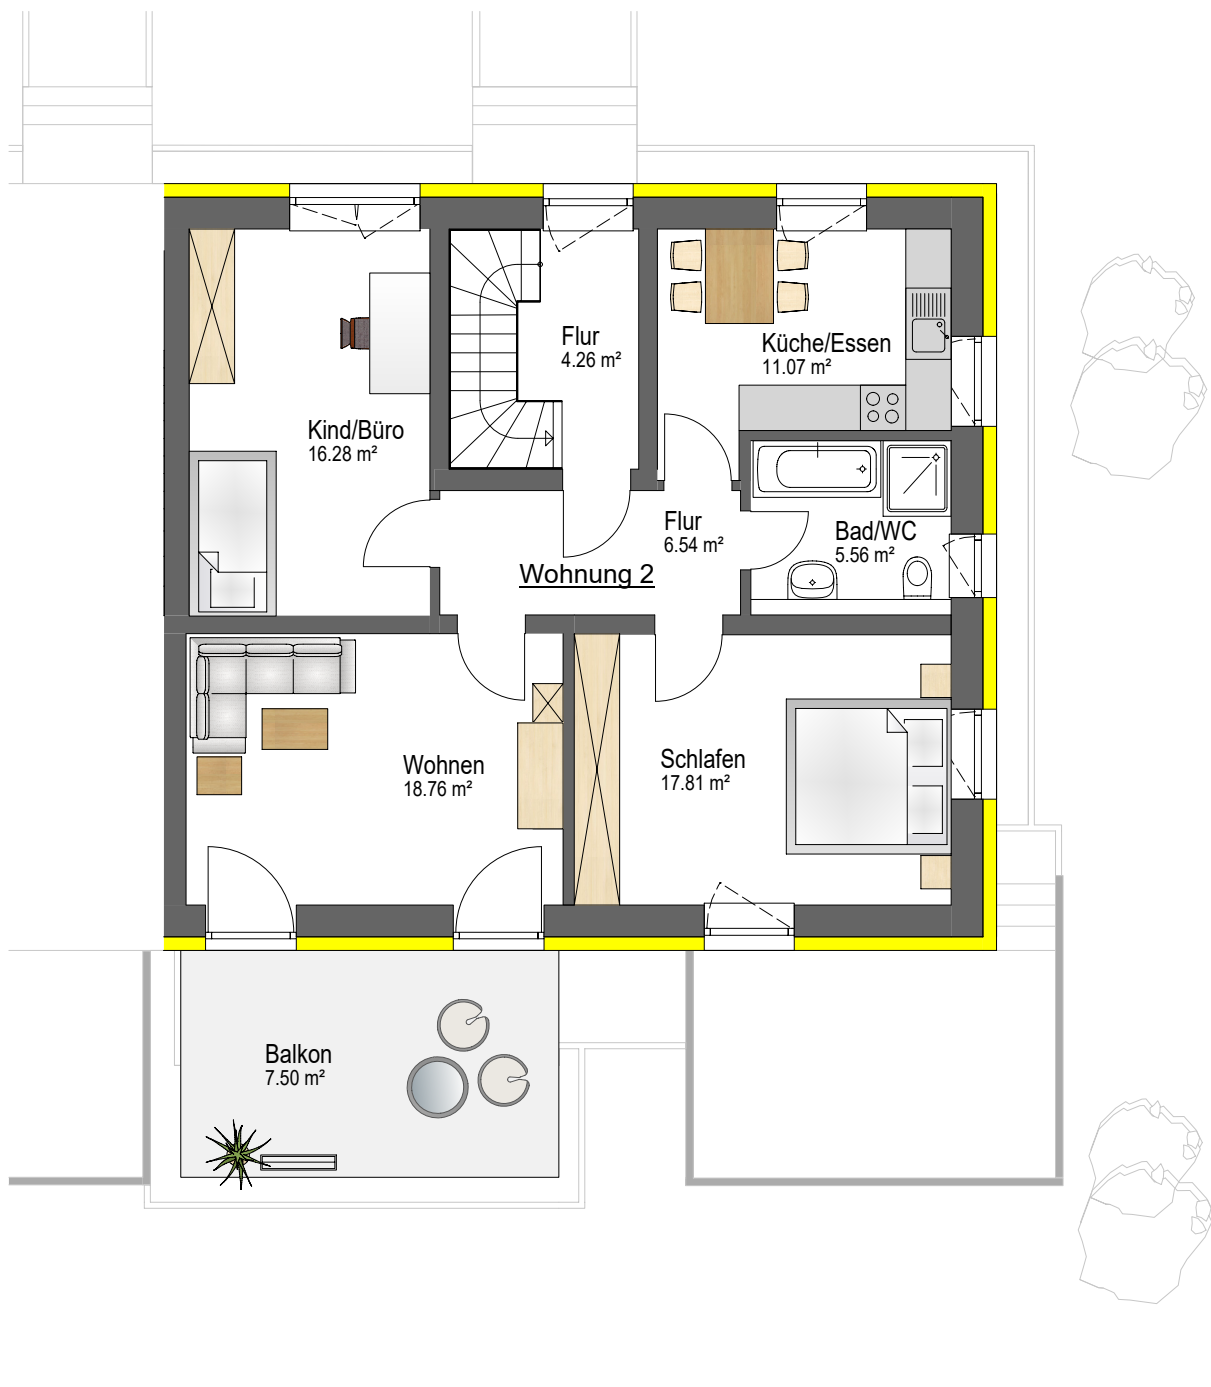 Flur
4.26 m²
Küche/Essen
11.07 m²
Kind/Büro
16.28 m²
Flur
6.54 m²
Bad/WC
5.56 m²
Wohnung 2
Wohnen
18.76 m²
Schlafen
17.81 m²
Balkon
7.50 m²